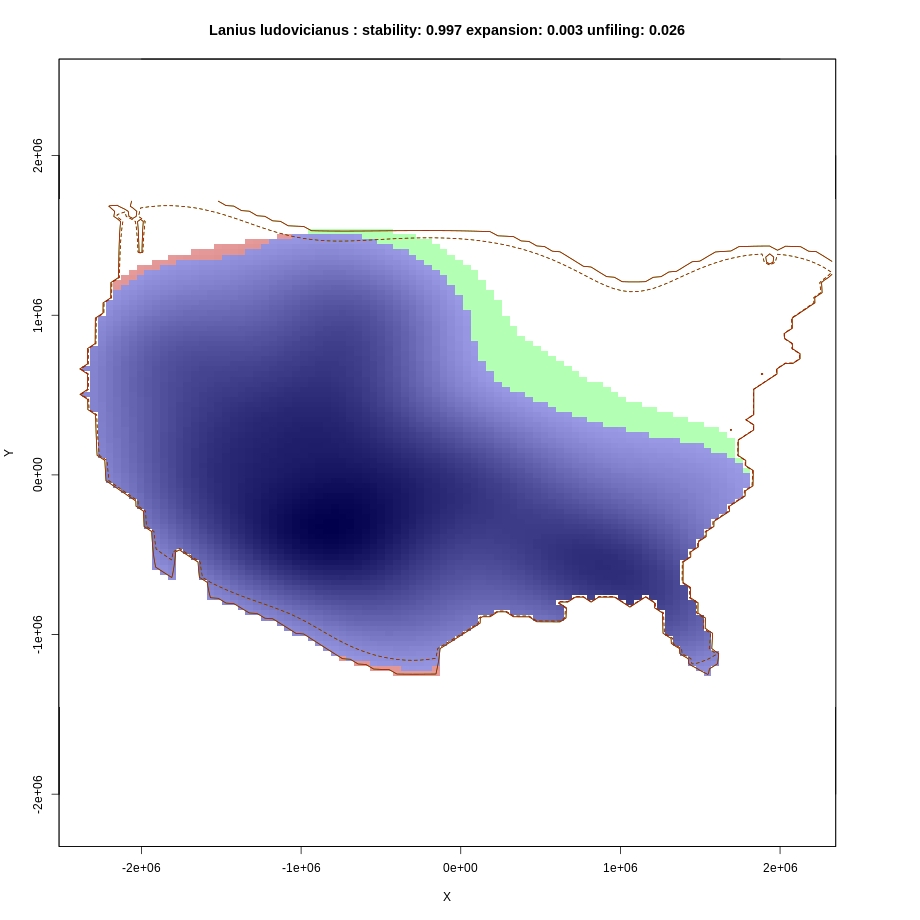 Lanius ludovicianus : stability: 0.997 expansion: 0.003 unfiling: 0.026
2e+06
1e+06
Y
0e+00
-1e+06
-2e+06
-2e+06 -1e+06 0e+00 1e+06 2e+06
X